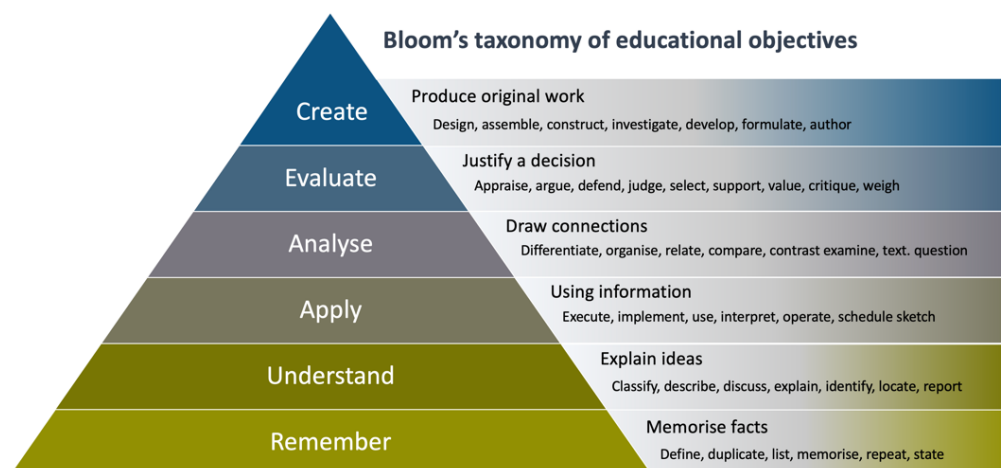 Bloom’s taxonomy of educational objectives
Create
Produce original work
Design, assemble, construct, investigate, develop, formulate, author
Evaluate
Justify a decision
Appraise, argue, defend, judge, select, support, value, critique, weigh
Analyse
Draw connections
Differentiate, organise, relate, compare, contrast examine, text. question
Apply
Using information
Execute, implement, use, interpret, operate, schedule sketch
Understand
Explain ideas
Classify, describe, discuss, explain, identify, locate, report
Remember
Memorise facts
Define, duplicate, list, memorise, repeat, state